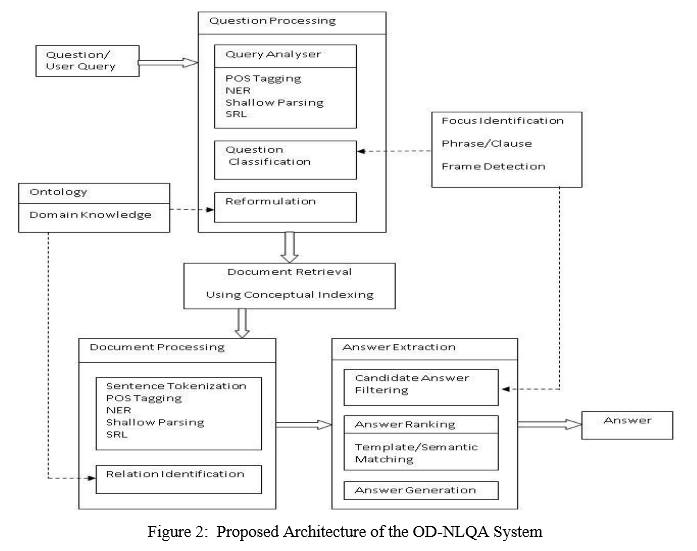 Question Processing
Question/
User Query
Query Analyser
POS Tagging
NER
Shallow Parsing
SRL
Question
Classification
Reformulation
Focus Identification
Phrase/Clause
Frame Detection
Ontology
Domain Knowledge
Document Retrieval
Using Conceptual Indexing
Document Processing
Sentence Tokenization
POS Tagging
NER
Shallow Parsing
SRL
Relation Identification
Answer Extraction
Candidate Answer
Filtering
Answer Ranking
Template/Semantic
Matching
Answer Generation
Answer
Figure 2:  Proposed Architecture of the OD-NLQA System